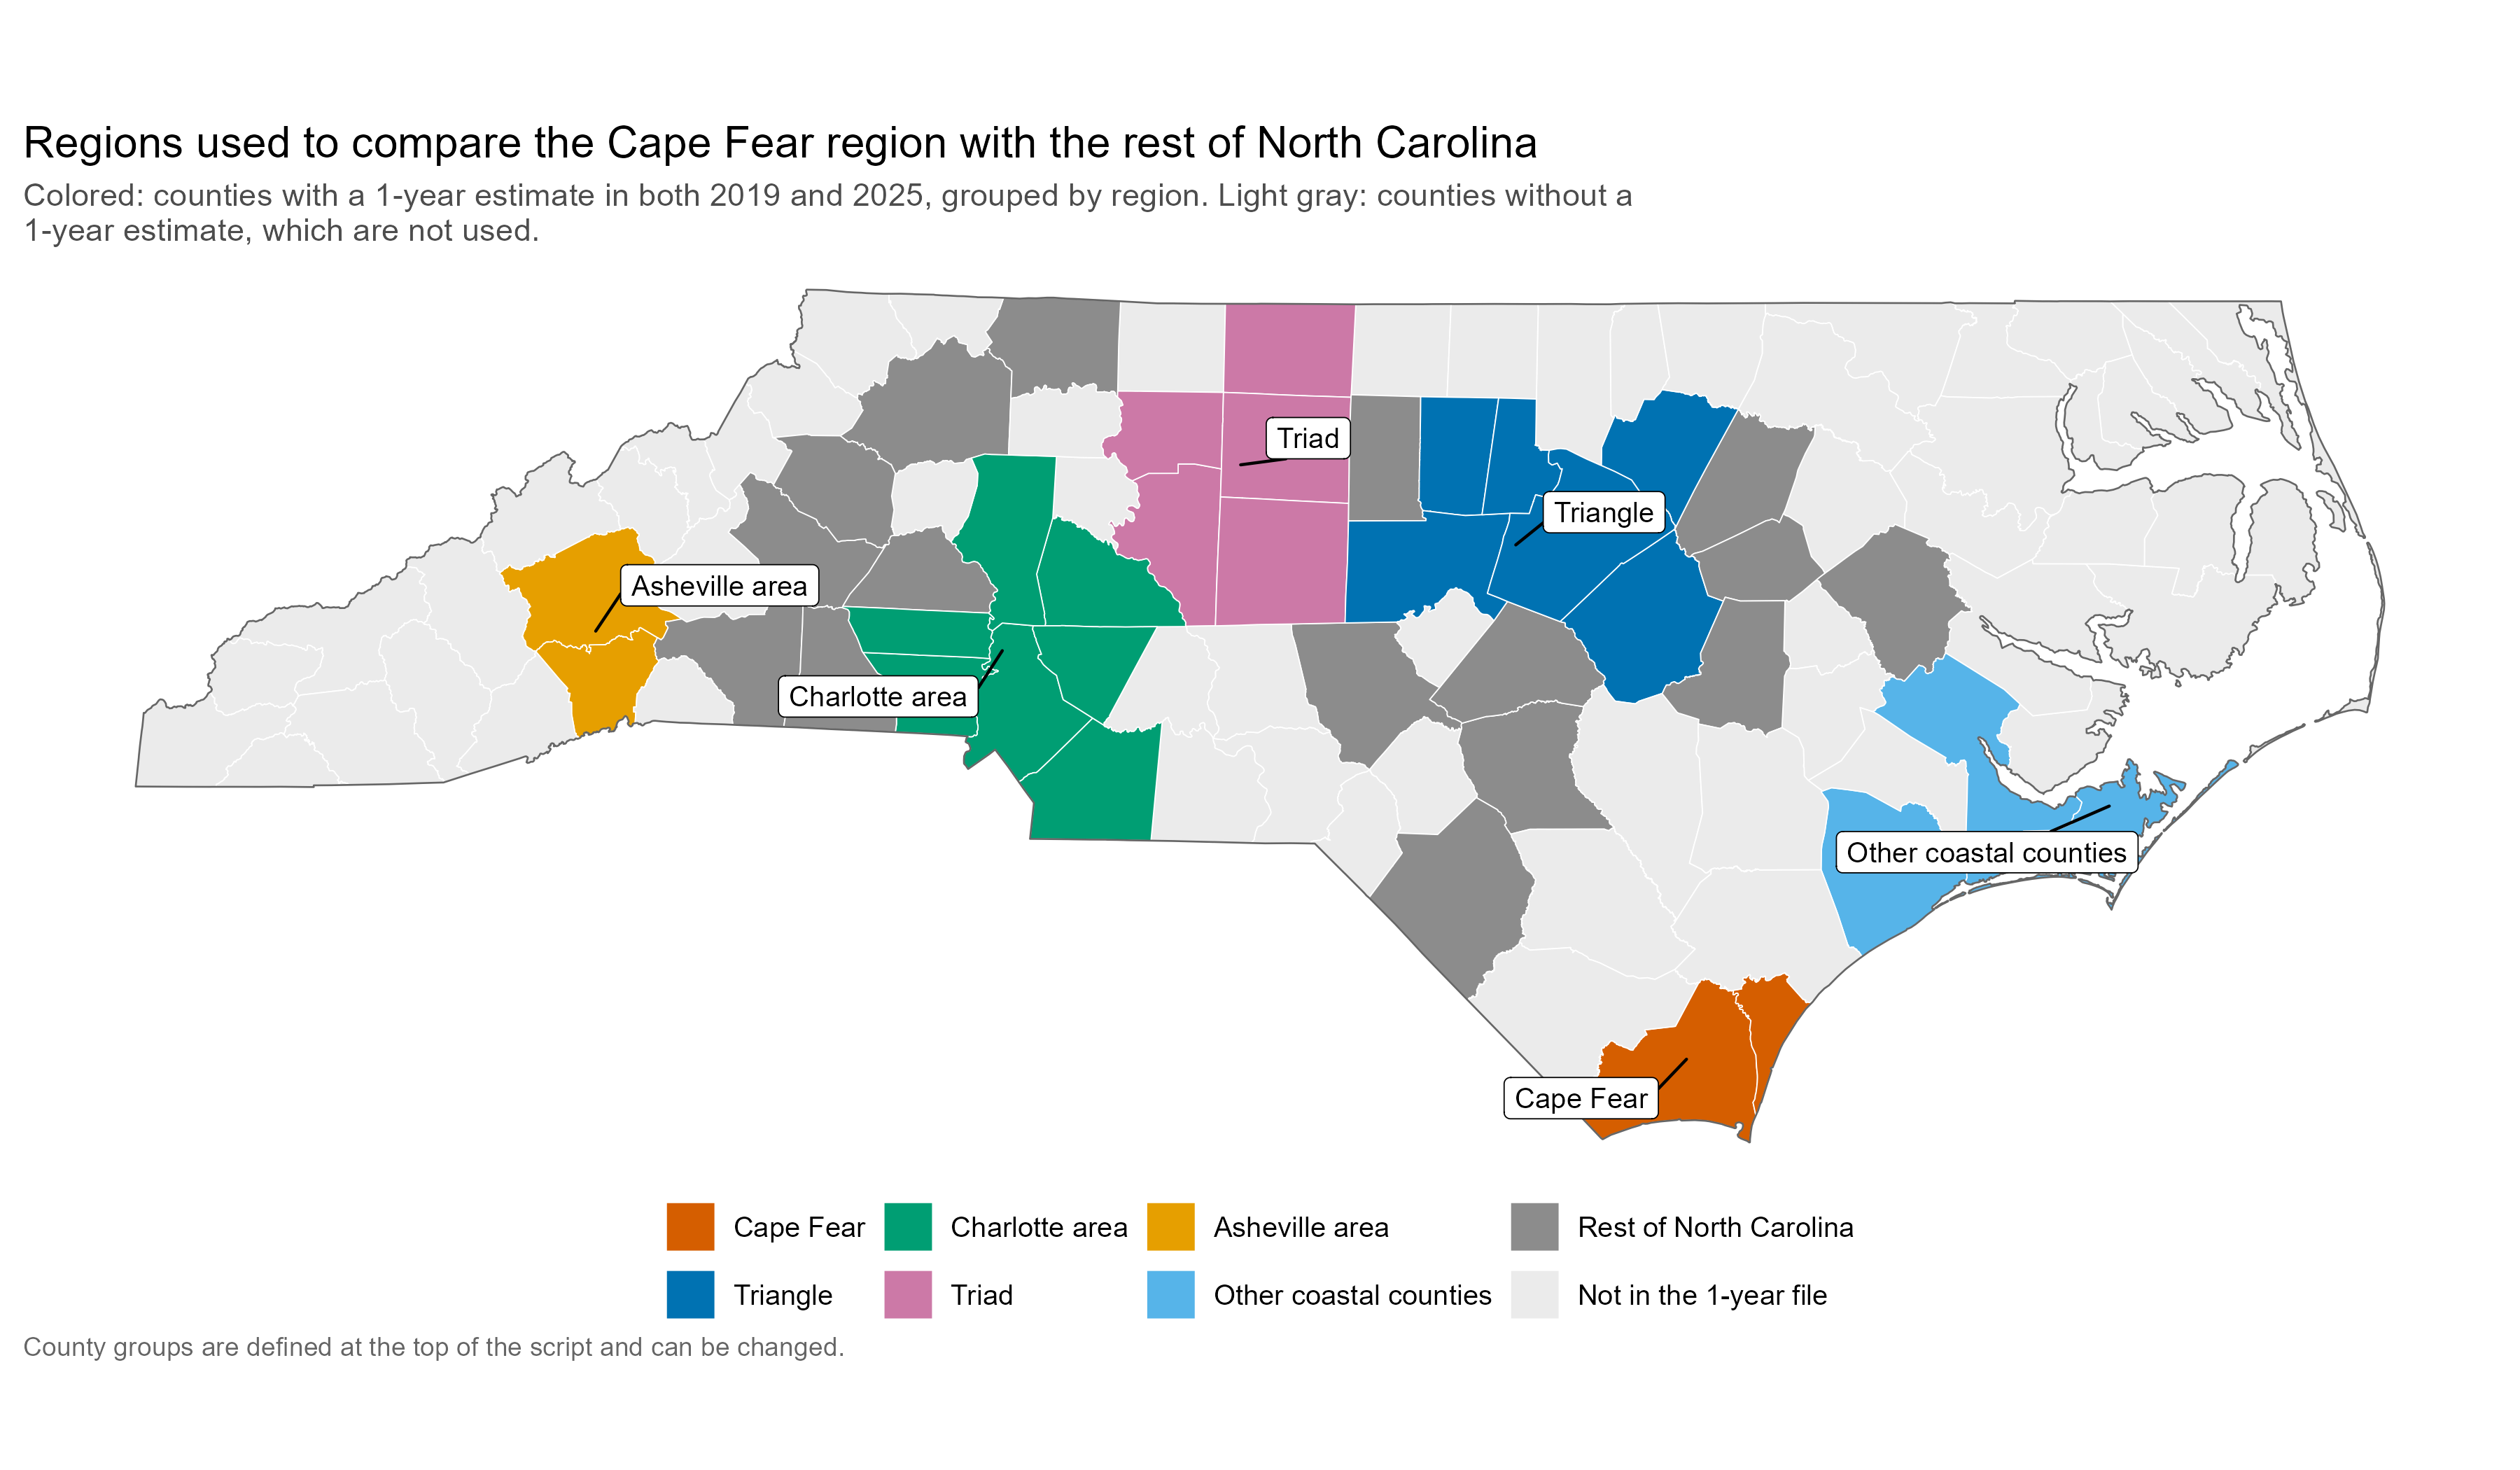 Regions used to compare the Cape Fear region with the rest of North Carolina
Colored: counties with a 1-year estimate in both 2019 and 2025, grouped by region. Light gray: counties without a
1-year estimate, which are not used.
Triad
Triangle
Asheville area
Charlotte area
Other coastal counties
Cape Fear
Cape Fear
Charlotte area
Asheville area
Rest of North Carolina
Triangle
Triad
Other coastal counties
Not in the 1-year file
County groups are defined at the top of the script and can be changed.